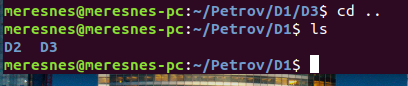 meresnes@meresnes-pc:~/Petrov/D1/D3$ cd ..
meresnes@meresnes-pc:~/Petrov/D1$ ls
D2  D3
meresnes@meresnes-pc:~/Petrov/D1$